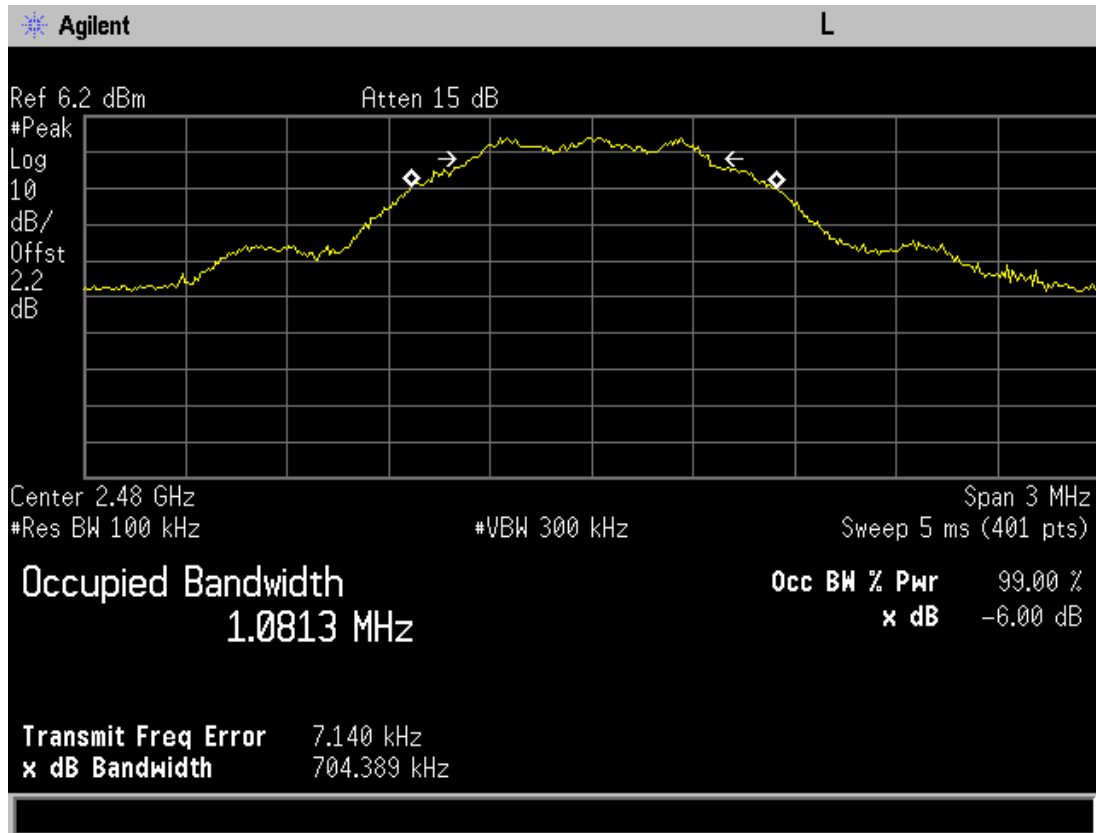 Agilent
L
Ref 6.2 dBm Atten 15 dB
#Peak
Log
10
dB/
Offst
2.2
dB
Center 2.48 GHz Span 3 MHz
#Res BW 100 kHz #VBW 300 kHz Sweep 5 ms (401 pts)
Occupied Bandwidth
1.0813 MHz
Occ BW % Pwr 99.00 %
x dB -6.00 dB
Transmit Freq Error 7.140 kHz
x dB Bandwidth 704.389 kHz